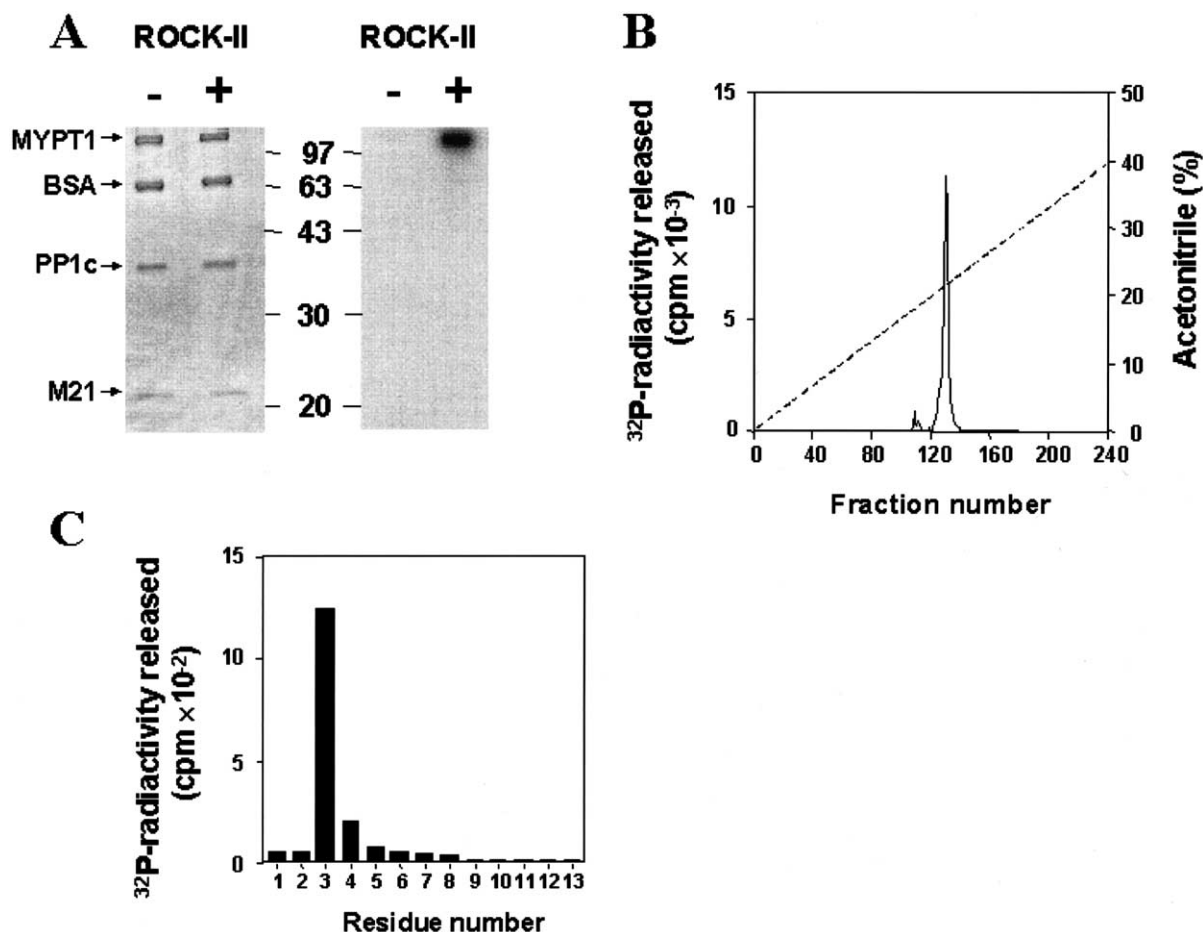 A
ROCK-II
- +
ROCK-II
- +
MYPT1
BSA
PP1c
M21
97
63
43
30
20
B
³²P-radiactivity released
(cpm × 10⁻³)
15
10
5
0
50
40
30
20
10
0
Acetonitrile (%)
0 40 80 120 160 200 240
Fraction number
C
³²P-radiactivity released
(cpm ×10⁻²)
15
10
5
0
1 2 3 4 5 6 7 8 9 10 11 12 13
Residue number